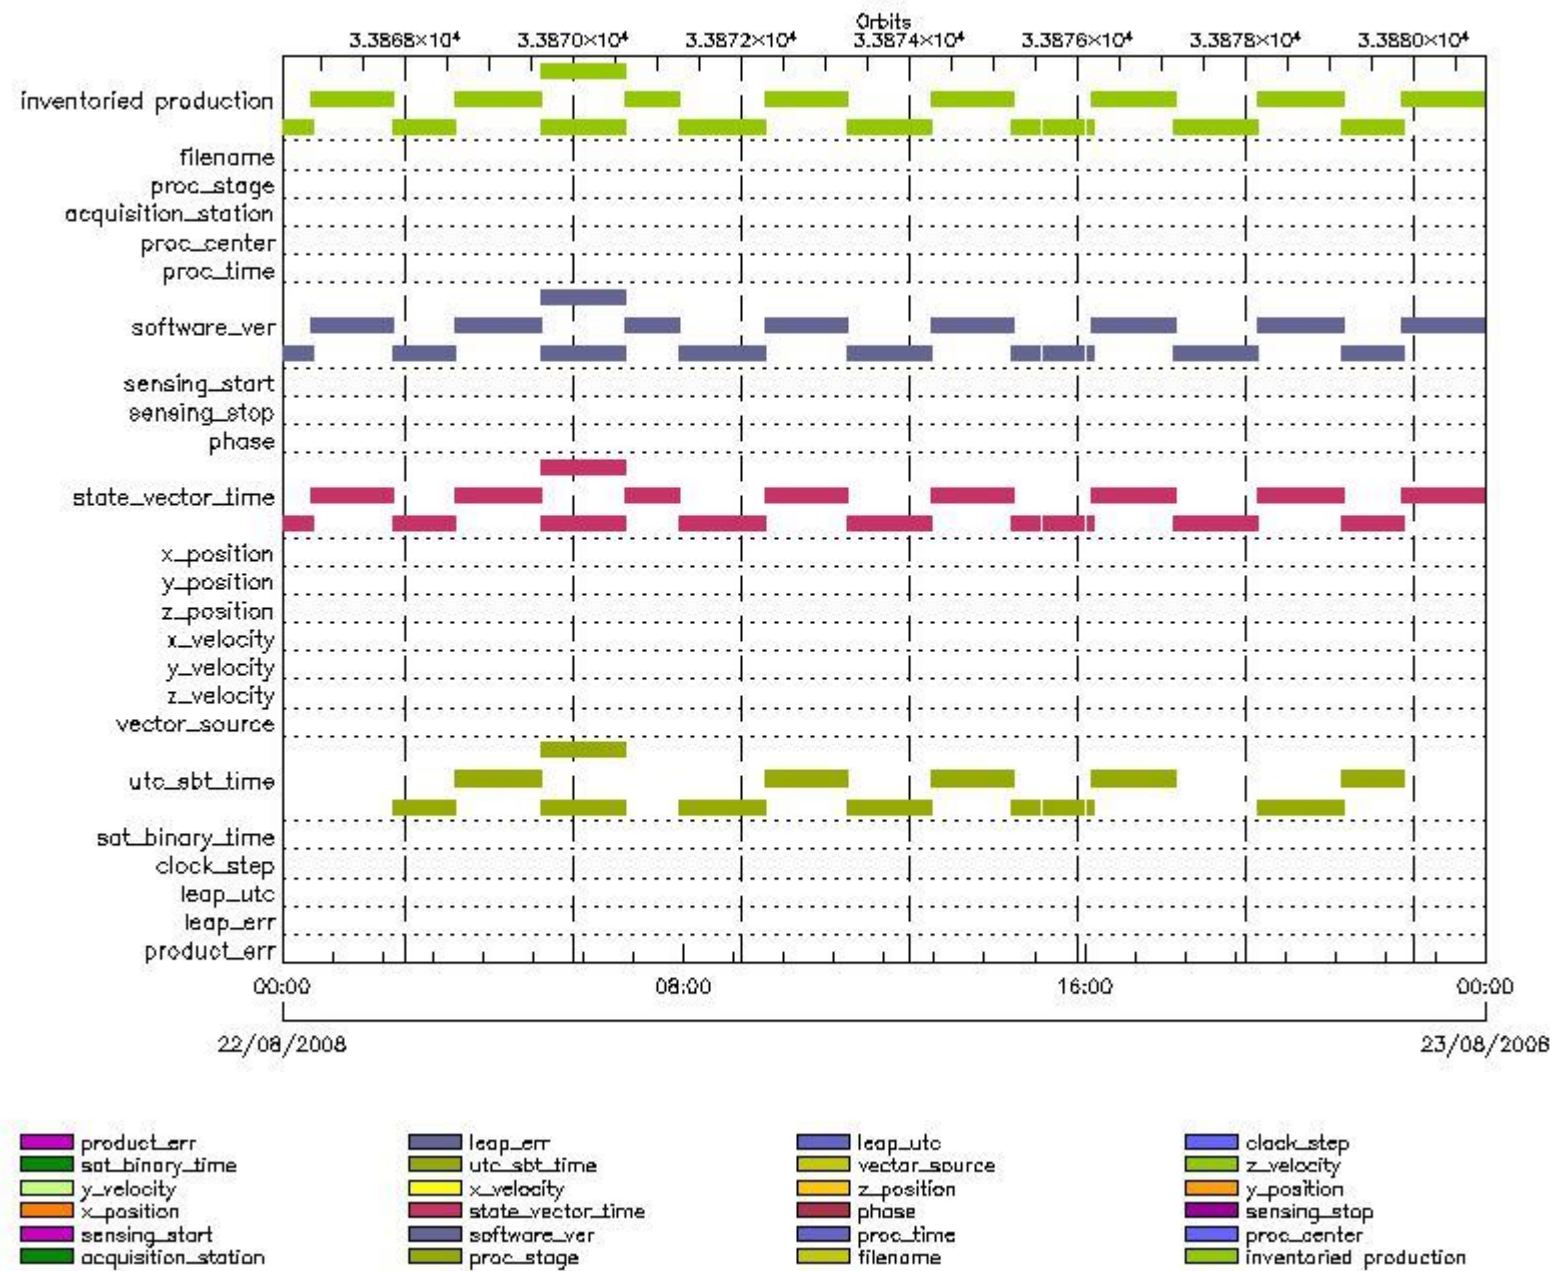 Orbits
3.3868×10⁴ 3.3870×10⁴ 3.3872×10⁴ 3.3874×10⁴ 3.3876×10⁴ 3.3878×10⁴ 3.3880×10⁴
inventoried production
filename
proc_stage
acquisition_station
proc_center
proc_time
software_ver
sensing_start
sensing_stop
phase
state_vector_time
x_position
y_position
z_position
x_velocity
y_velocity
z_velocity
vector_source
utc_sbt_time
sat_binary_time
clock_step
leap_utc
leap_err
product_err
00:00 08:00 16:00 00:00
22/08/2008 23/08/2008
product_err leap_err leap_utc clock_step
sat_binary_time utc_sbt_time vector_source z_velocity
y_velocity x_velocity z_position y_position
x_position state_vector_time phase sensing_stop
sensing_start software_ver proc_time proc_center
acquisition_station proc_stage filename inventoried production